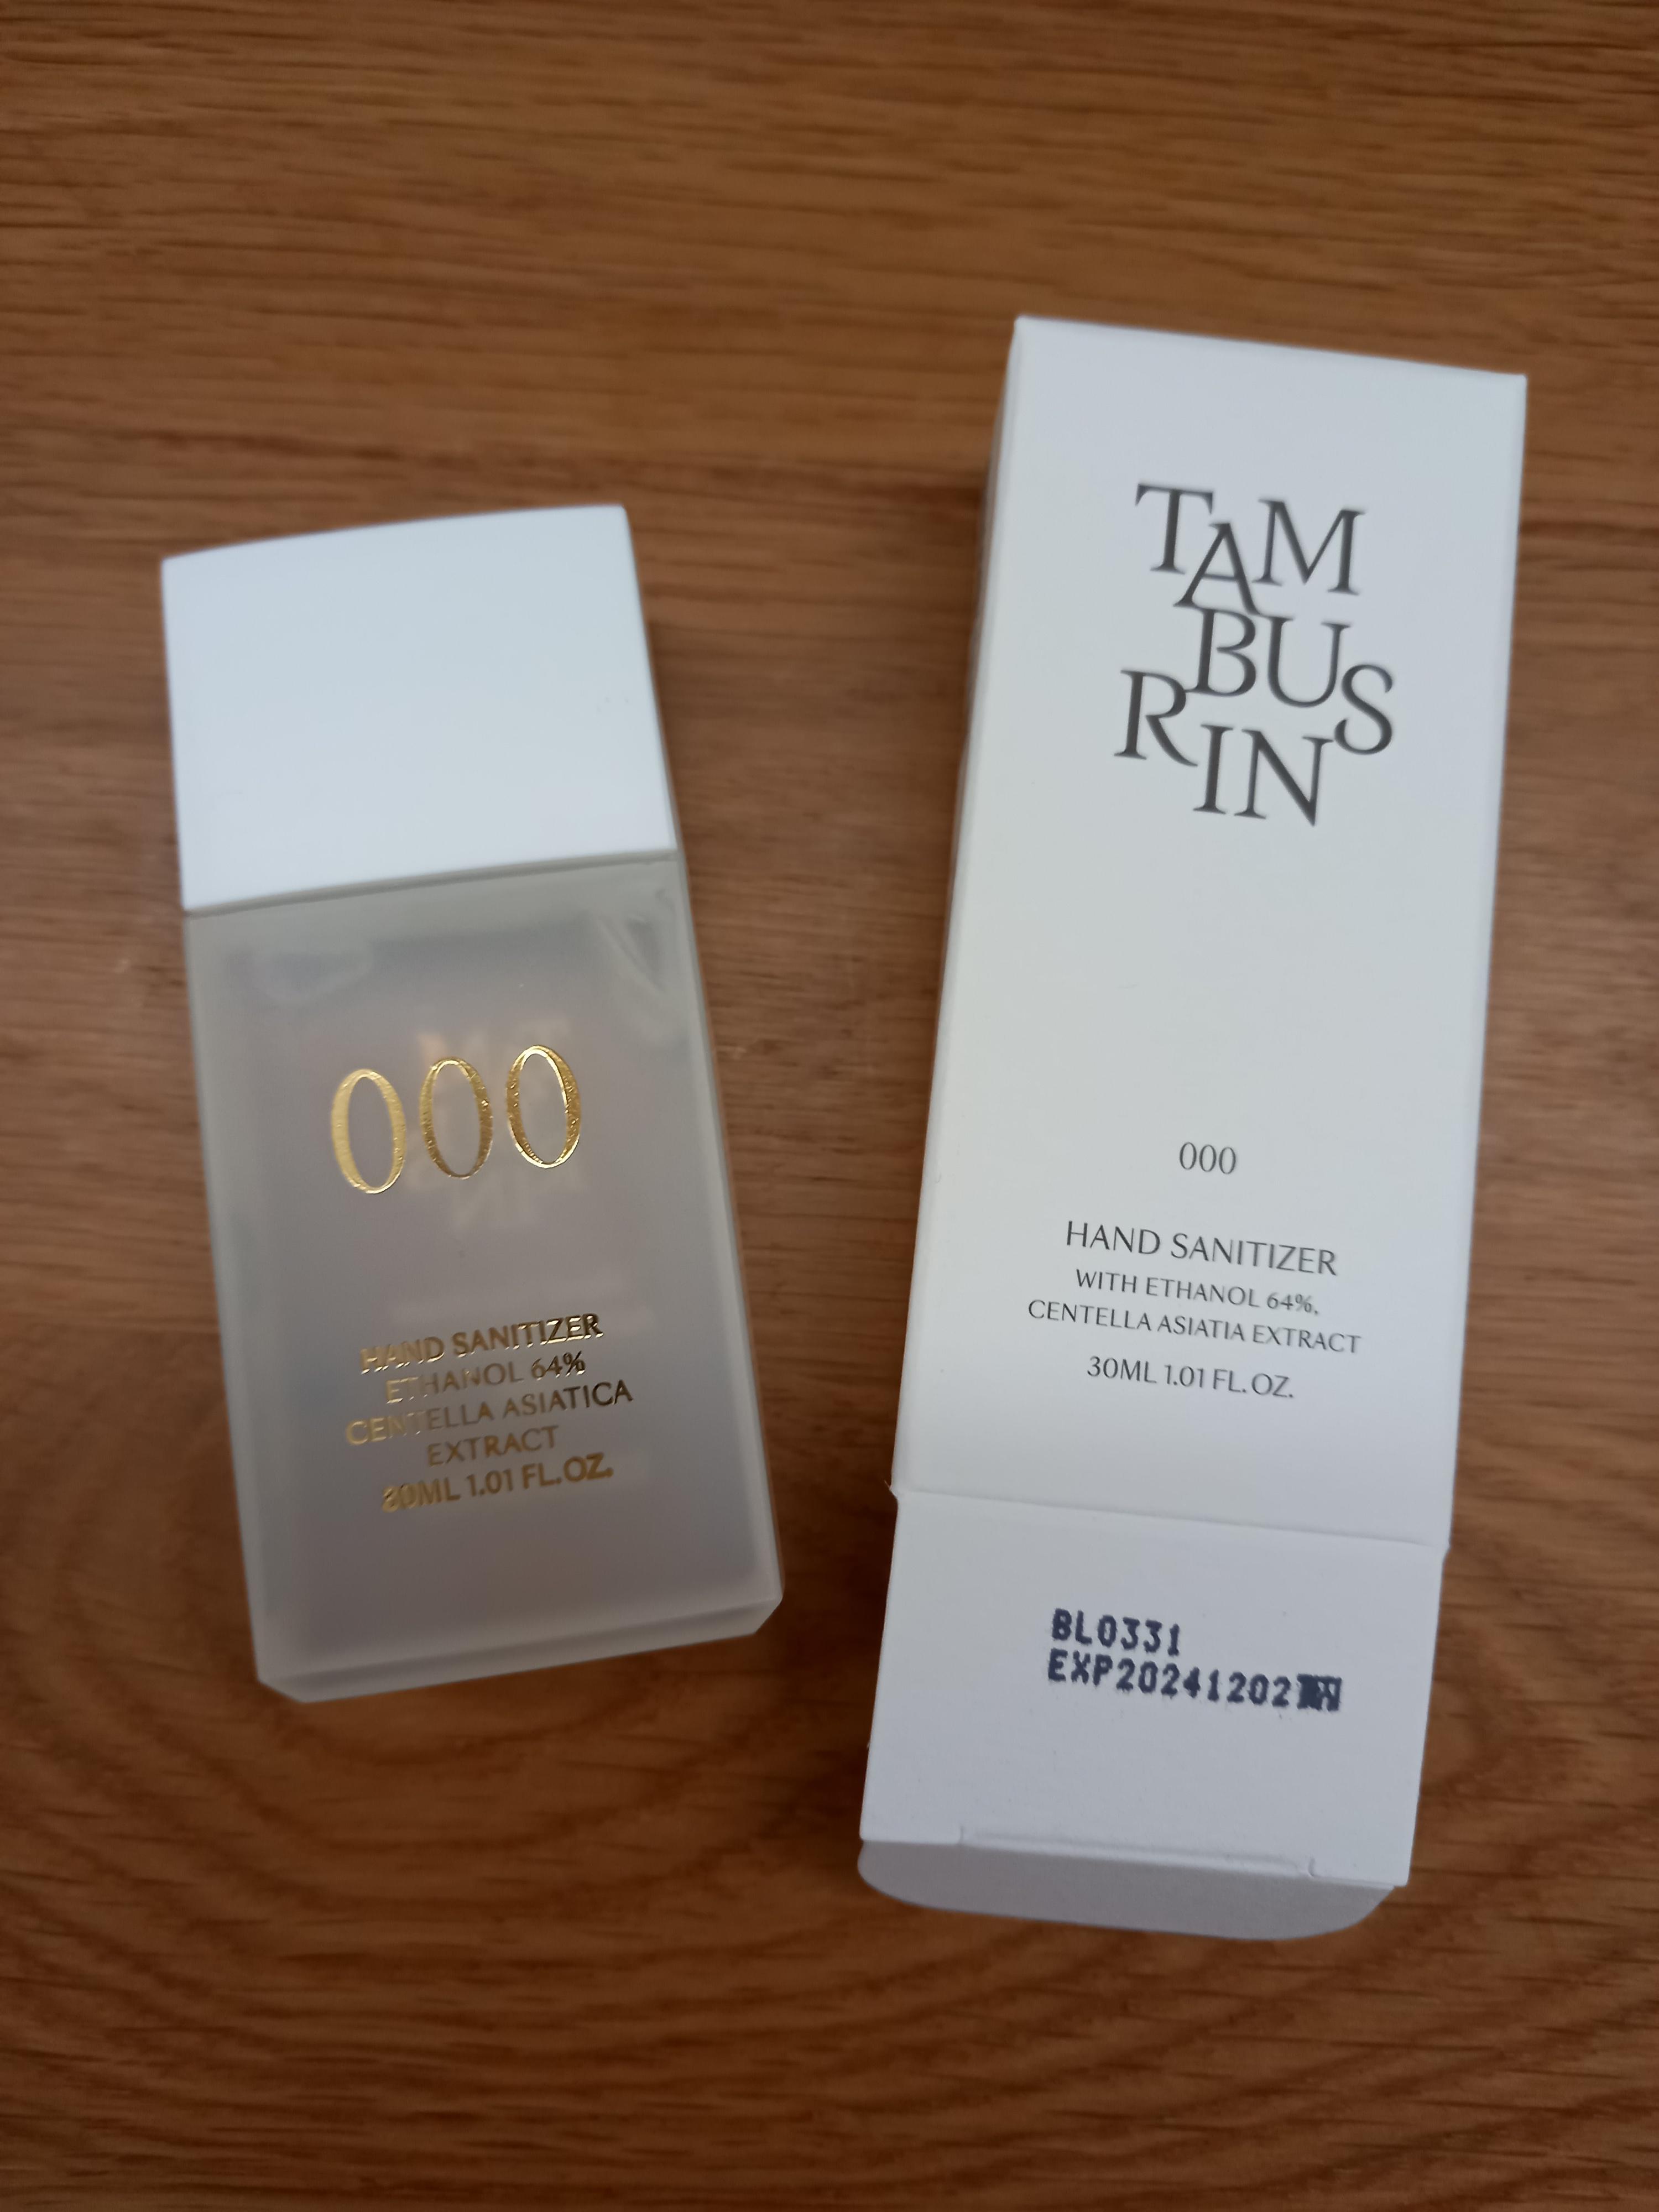 000
HAND SANITIZER
ETHANOL 64%
CENTELLA ASIATICA
EXTRACT
30ML 1.01 FL.OZ.
TAM
BUS
RIN
000
HAND SANITIZER
WITH ETHANOL 64%,
CENTELLA ASIATIA EXTRACT
30ML 1.01 FL.OZ.
BL0331
EXP20241202